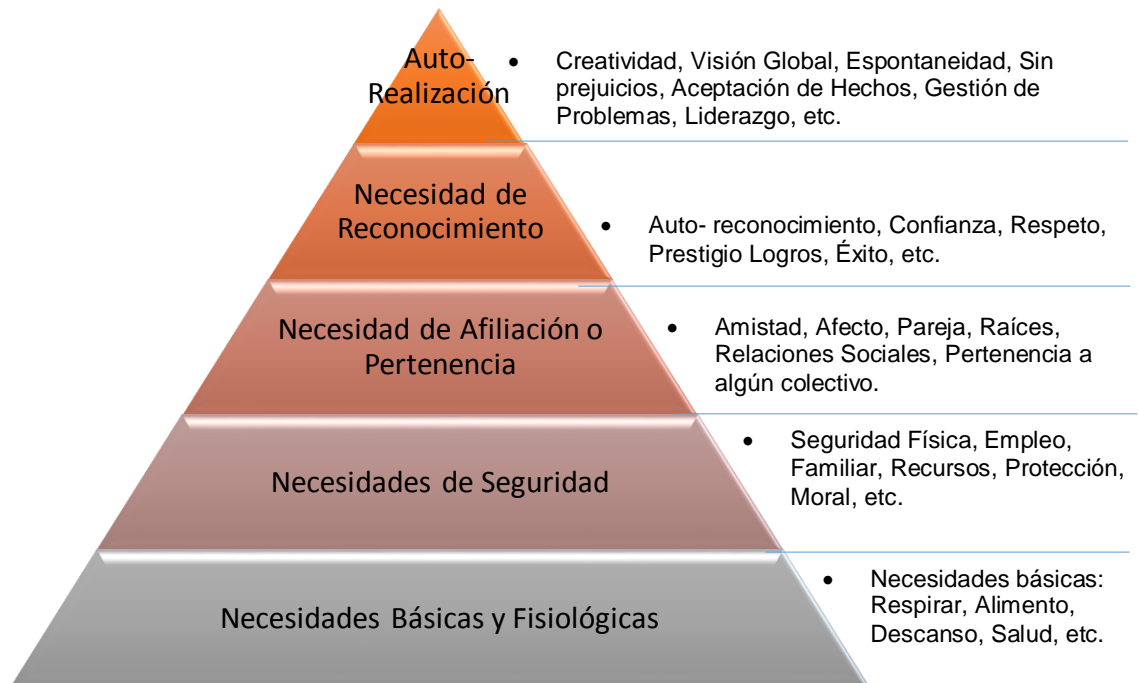 Auto-
Realización
• Creatividad, Visión Global, Espontaneidad, Sin
prejuicios, Aceptación de Hechos, Gestión de
Problemas, Liderazgo, etc.
Necesidad de
Reconocimiento
• Auto- reconocimiento, Confianza, Respeto,
Prestigio Logros, Éxito, etc.
Necesidad de Afiliación o
Pertenencia
• Amistad, Afecto, Pareja, Raíces,
Relaciones Sociales, Pertenencia a
algún colectivo.
Necesidades de Seguridad
• Seguridad Física, Empleo,
Familiar, Recursos, Protección,
Moral, etc.
Necesidades Básicas y Fisiológicas
• Necesidades básicas:
Respirar, Alimento,
Descanso, Salud, etc.